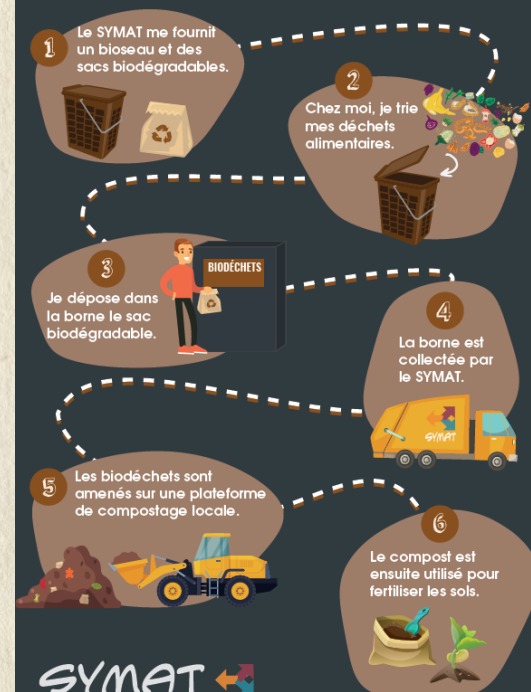 1
Le SYMAT me fournit
un bioseau et des
sacs biodégradables.
2
Chez moi, je trie
mes déchets
alimentaires.
3
BIODÉCHETS
Je dépose dans
la borne le sac
biodégradable.
4
La borne est
collectée par
le SYMAT.
SYMAT
5
Les biodéchets sont
amenés sur une plateforme
de compostage locale.
6
Le compost est
ensuite utilisé pour
fertiliser les sols.
SYMAT